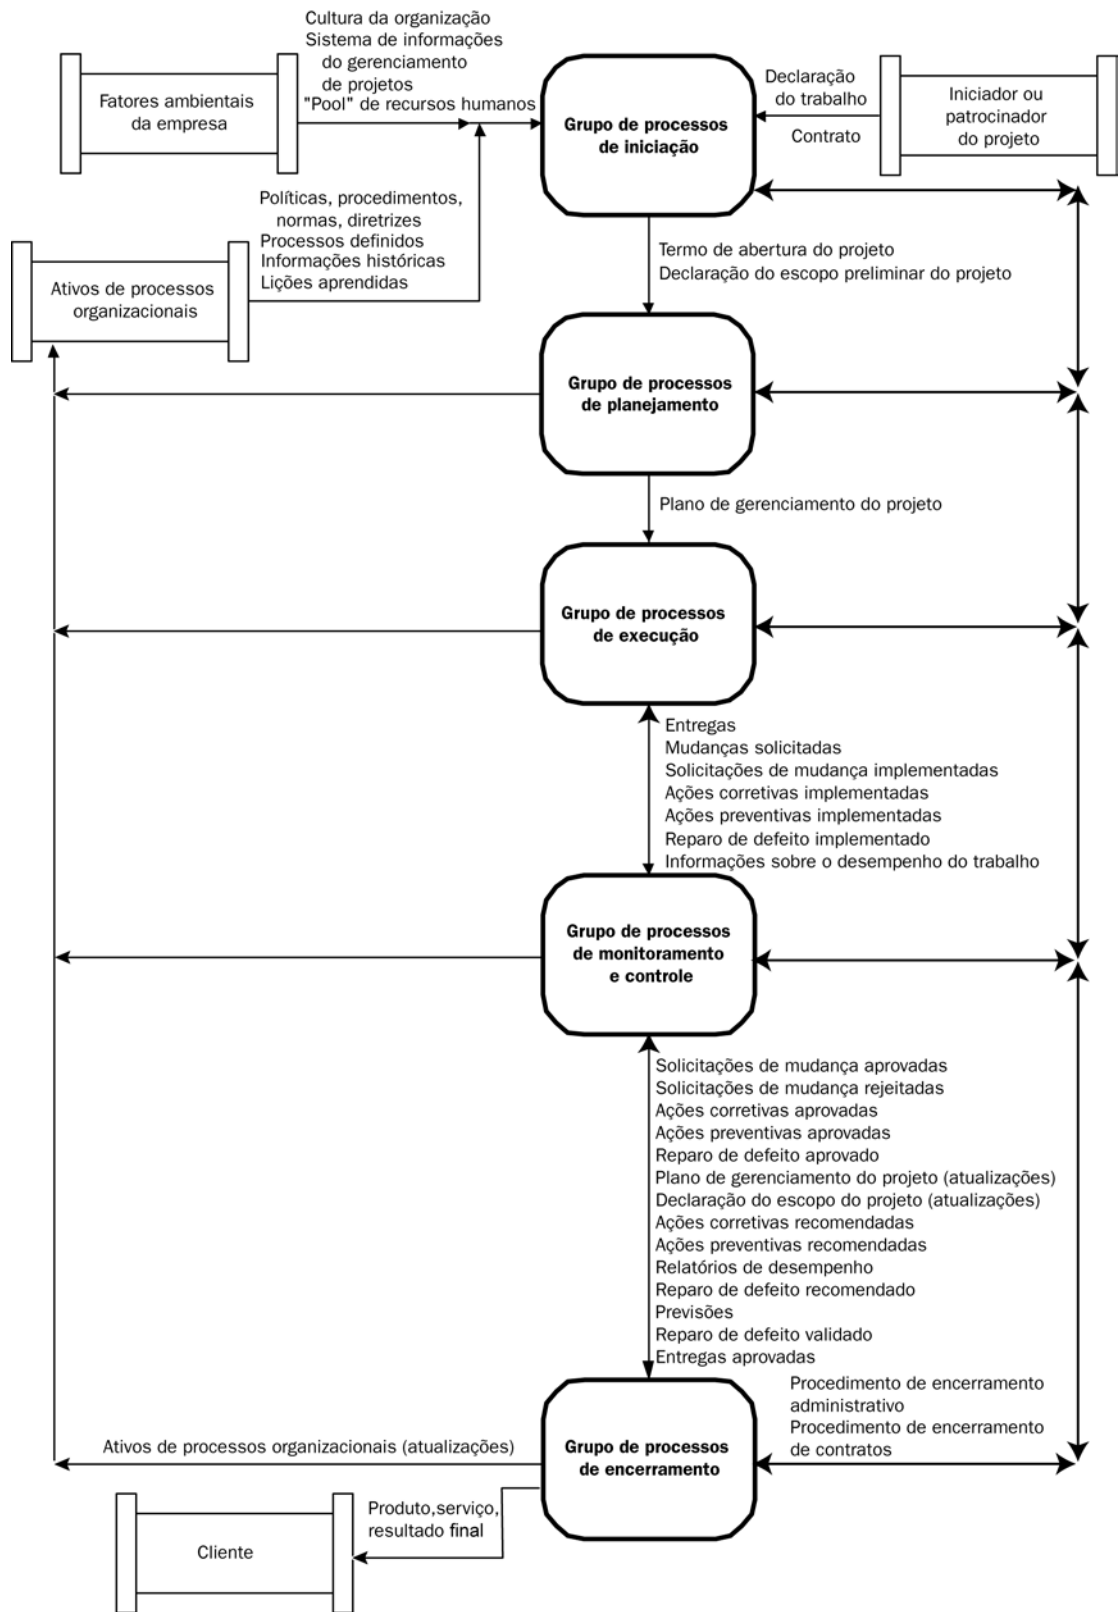 Cultura da organização
Sistema de informações
do gerenciamento
de projetos
"Pool" de recursos humanos
Fatores ambientais
da empresa
Grupo de processos
de iniciação
Declaração
do trabalho
Contrato
Iniciador ou
patrocinador
do projeto
Políticas, procedimentos,
normas, diretrizes
Processos definidos
Informações históricas
Lições aprendidas
Ativos de processos
organizacionais
Termo de abertura do projeto
Declaração do escopo preliminar do projeto
Grupo de processos
de planejamento
Plano de gerenciamento do projeto
Grupo de processos
de execução
Entregas
Mudanças solicitadas
Solicitações de mudança implementadas
Ações corretivas implementadas
Ações preventivas implementadas
Reparo de defeito implementado
Informações sobre o desempenho do trabalho
Grupo de processos
de monitoramento
e controle
Solicitações de mudança aprovadas
Solicitações de mudança rejeitadas
Ações corretivas aprovadas
Ações preventivas aprovadas
Reparo de defeito aprovado
Plano de gerenciamento do projeto (atualizações)
Declaração do escopo do projeto (atualizações)
Ações corretivas recomendadas
Ações preventivas recomendadas
Relatórios de desempenho
Reparo de defeito recomendado
Previsões
Reparo de defeito validado
Entregas aprovadas
Procedimento de encerramento
administrativo
Procedimento de encerramento
de contratos
Ativos de processos organizacionais (atualizações)
Grupo de processos
de encerramento
Produto,serviço,
resultado final
Cliente